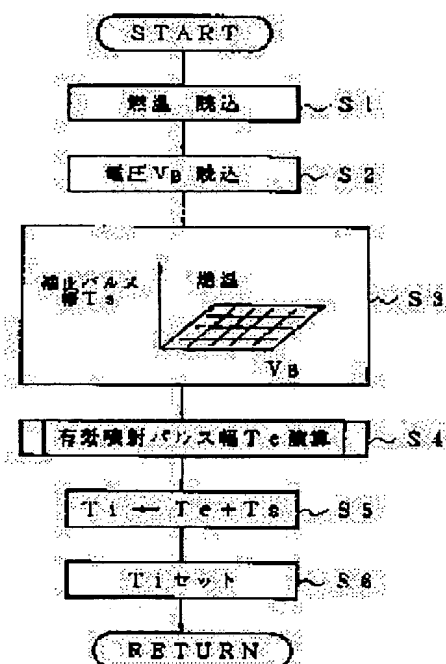 START
燃温 読込 S1
電圧VB 読込 S2
補正パルス
幅Ts
燃温
VB
S3
有効噴射パルス幅Te演算 S4
Ti ← Te+Ts S5
Tiセット S6
RETURN